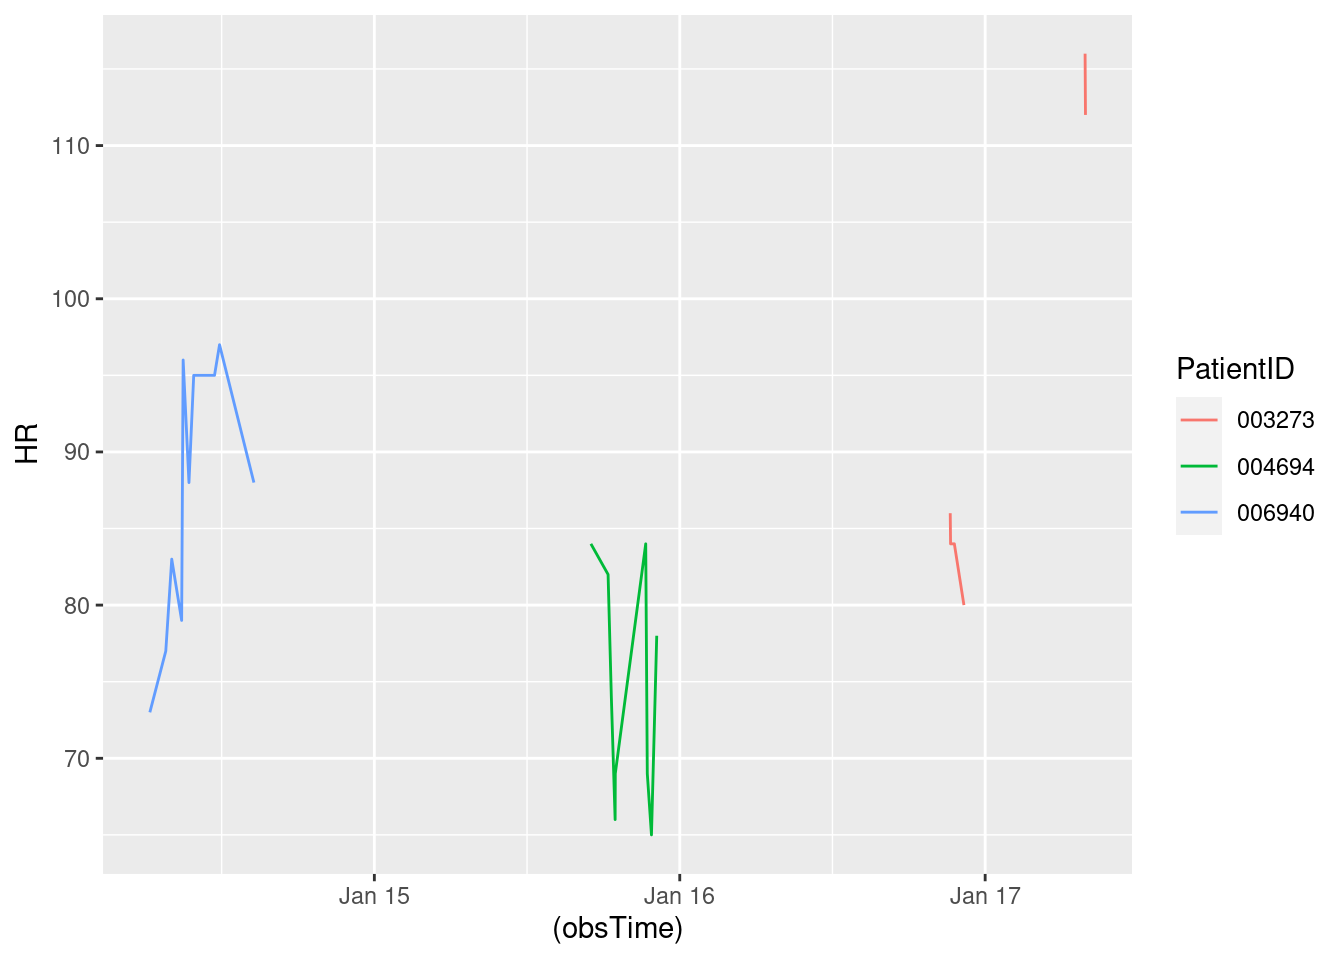 HR
110
100
90
80
70
Jan 15
Jan 16
Jan 17
(obsTime)
PatientID
003273
004694
006940